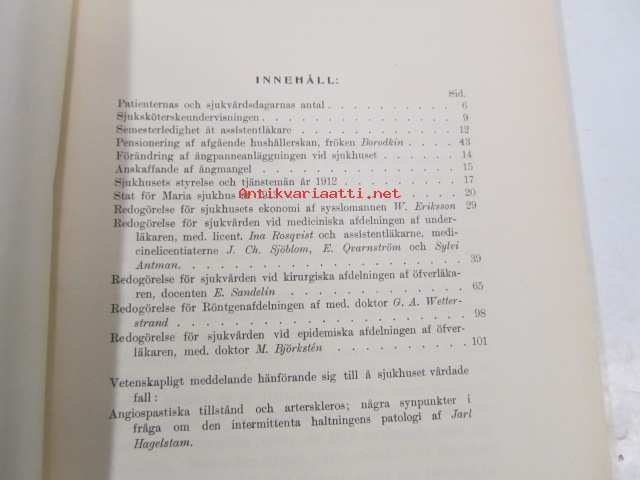 INNEHÅLL:
Sid.
Patienternas och sjukvårdsdagarnas antal . . . . . . . . . . 6
Sjuksköterskeundervisningen . . . . . . . . . . . . . . 9
Semesterledighet åt assistentläkare . . . . . . . . . . . . 12
Pensionering af afgående hushållerskan, fröken Borodkin . . . . 43
Förändring af ångpanneanläggningen vid sjukhuset . . . . . . . 14
Anskaffande af ångmangel . . . . . . . . . . . . . . . 15
Sjukhusets styrelse och tjänstemän år 1912 . . . . . . . . . 17
Stat för Maria sjukhus . . . . . . . . 20
Antikvariaatti.net
Redogörelse för sjukhusets ekonomi af sysslomannen W. Eriksson 29
Redogörelse för sjukvården vid mediciniska afdelningen af under-
läkaren, med. licent. Ina Rosqvist och assistentläkarne, medi-
cinelicentiaterne J. Ch. Sjöblom, E. Qvarnström och Sylvi
Antman. . . . . . . . . . . . . . . . . . . 39
Redogörelse för sjukvården vid kirurgiska afdelningen af öfverläka-
ren, docenten E. Sandelin . . . . . . . . . . . . . 65
Redogörelse för Röntgenafdelningen af med. doktor G. A. Wetter-
strand . . . . . . . . . . . . . . . . . . . 98
Redogörelse för sjukvården vid epidemiska afdelningen af öfver-
läkaren, med. doktor M. Björkstén . . . . . . . . . . 101
Vetenskapligt meddelande hänförande sig till å sjukhuset vårdade
fall:
Angiospastiska tillstånd och arterskleros; några synpunkter i
fråga om den intermittenta haltningens patologi af Jarl
Hagelstam.